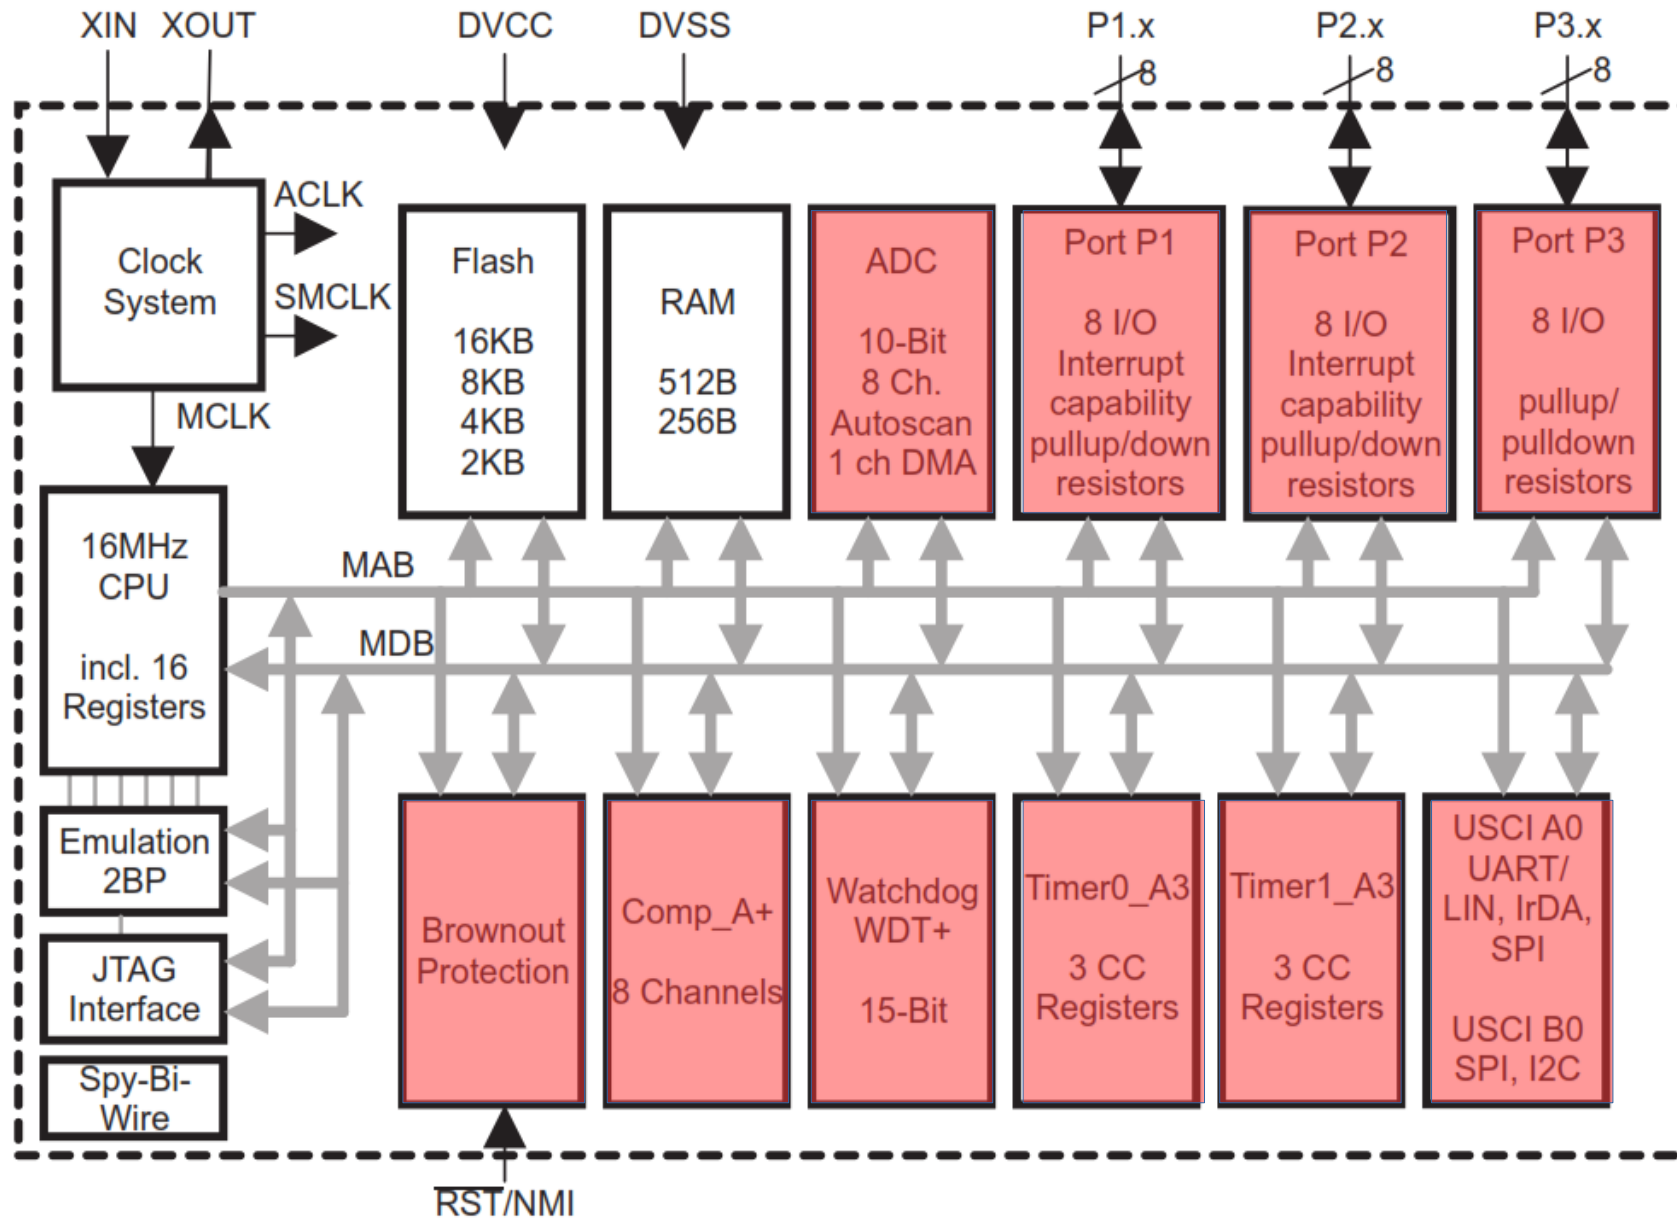 XIN
XOUT
DVCC
DVSS
P1.x
P2.x
P3.x
8
8
8
Clock
System
ACLK
SMCLK
MCLK
Flash
16KB
8KB
4KB
2KB
RAM
512B
256B
ADC
10-Bit
8 Ch.
Autoscan
1 ch DMA
Port P1
8 I/O
Interrupt
capability
pullup/down
resistors
Port P2
8 I/O
Interrupt
capability
pullup/down
resistors
Port P3
8 I/O
pullup/
pulldown
resistors
16MHz
CPU
incl. 16
Registers
MAB
MDB
Emulation
2BP
JTAG
Interface
Spy-Bi-
Wire
Brownout
Protection
Comp_A+
8 Channels
Watchdog
WDT+
15-Bit
Timer0_A3
3 CC
Registers
Timer1_A3
3 CC
Registers
USCI A0
UART/
LIN, IrDA,
SPI
USCI B0
SPI, I2C
RST/NMI